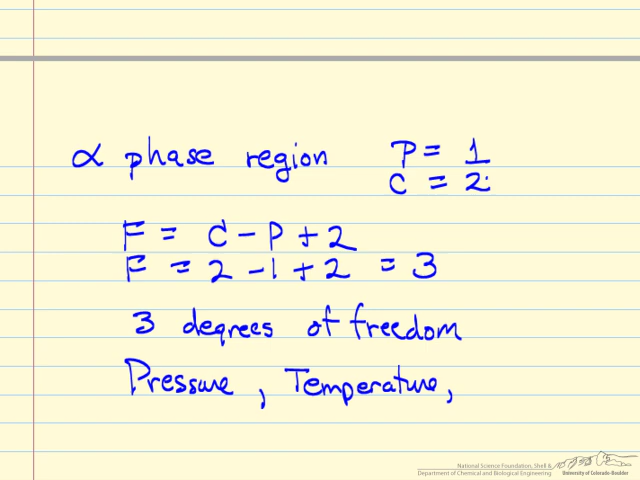 α phase region P = 1
C = 2
F = C - P + 2
F = 2 - 1 + 2 = 3
3 degrees of freedom
Pressure, Temperature,
National Science Foundation, Shell &
Department of Chemical and Biological Engineering
University of Colorado-Boulder